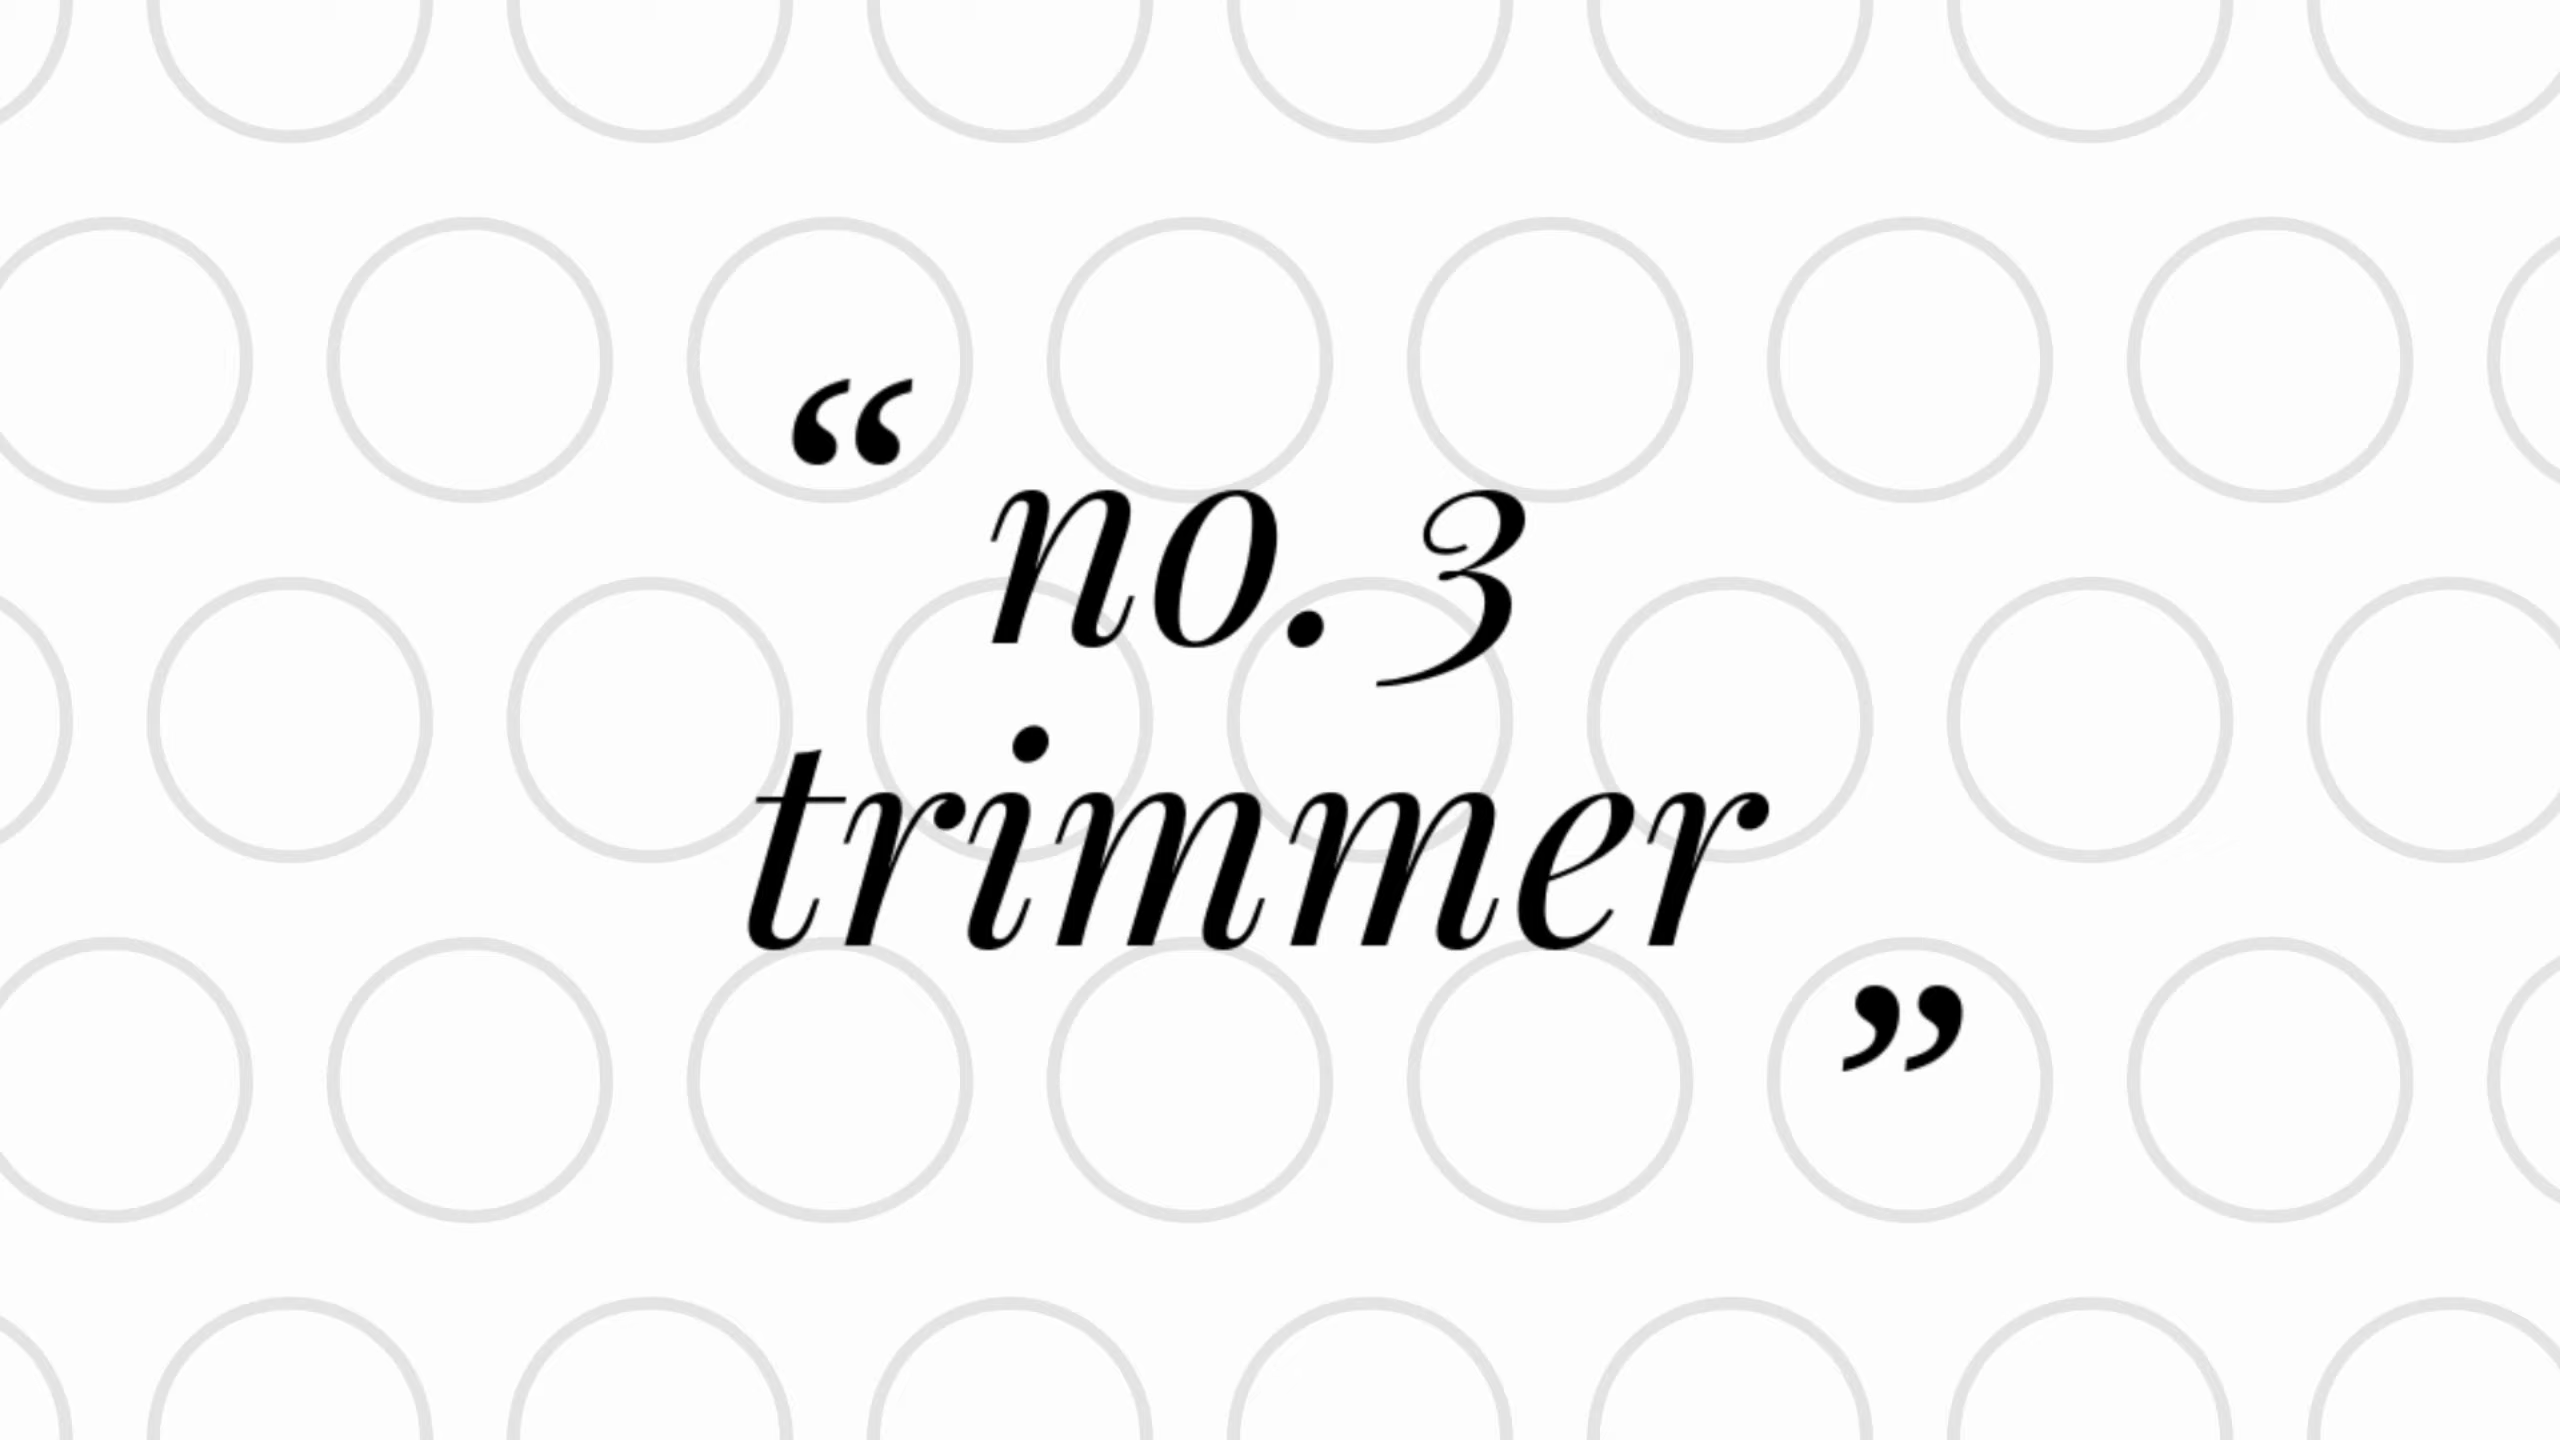 “
no. 3
trimmer
”